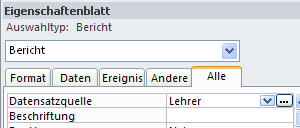 Eigenschaftenblatt
Auswahltyp: Bericht
Bericht
Format Daten Ereignis Andere Alle
Datensatzquelle Lehrer ...
Beschriftung